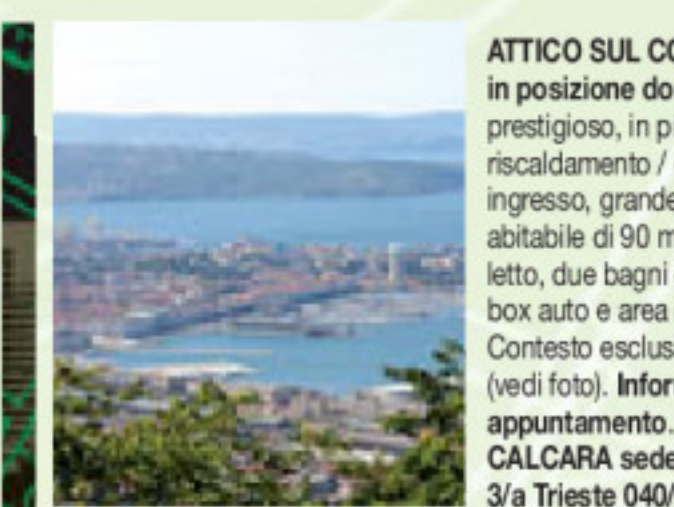 ATTICO SUL CO
in posizione do
prestigioso, in p
riscaldamento /
ingresso, grande
abitabile di 90 m
letto, due bagni
box auto e area
Contesto esclus
(vedi foto). Infor
appuntamento.
CALCARA sede
3/a Trieste 040/